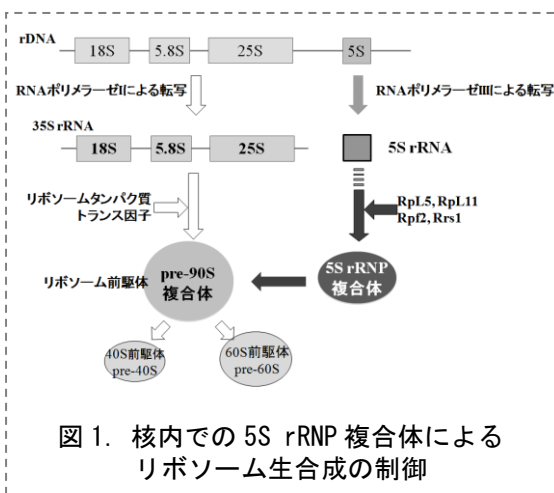 rDNA
18S 5.8S 25S 5S
RNAポリメラーゼIによる転写 RNAポリメラーゼIIIによる転写
35S rRNA
18S 5.8S 25S 5S rRNA
リボソームタンパク質
トランス因子
RpL5, RpL11
Rpf2, Rrs1
リボソーム前駆体
pre-90S
複合体
5S rRNP
複合体
40S前駆体
pre-40S
60S前駆体
pre-60S
図 1. 核内での 5S rRNP 複合体による
リボソーム生合成の制御